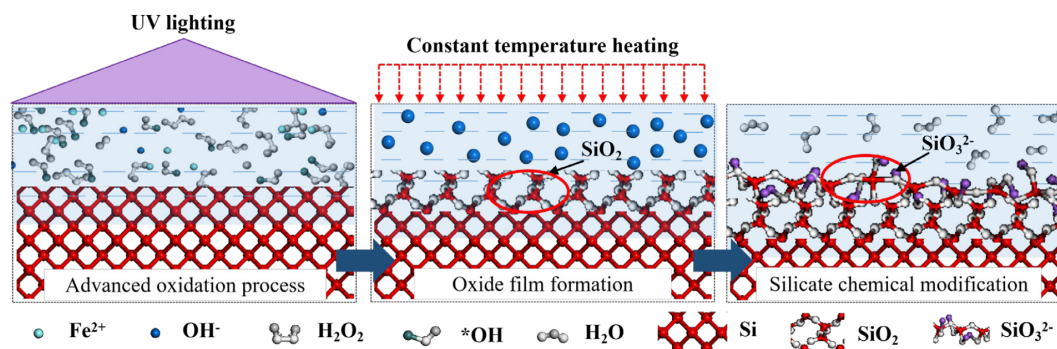 UV lighting
Constant temperature heating
SiO₂
SiO₃²⁻
Advanced oxidation process
Oxide film formation
Silicate chemical modification
Fe²⁺ OH⁻ H₂O₂ *OH H₂O Si SiO₂ SiO₃²⁻